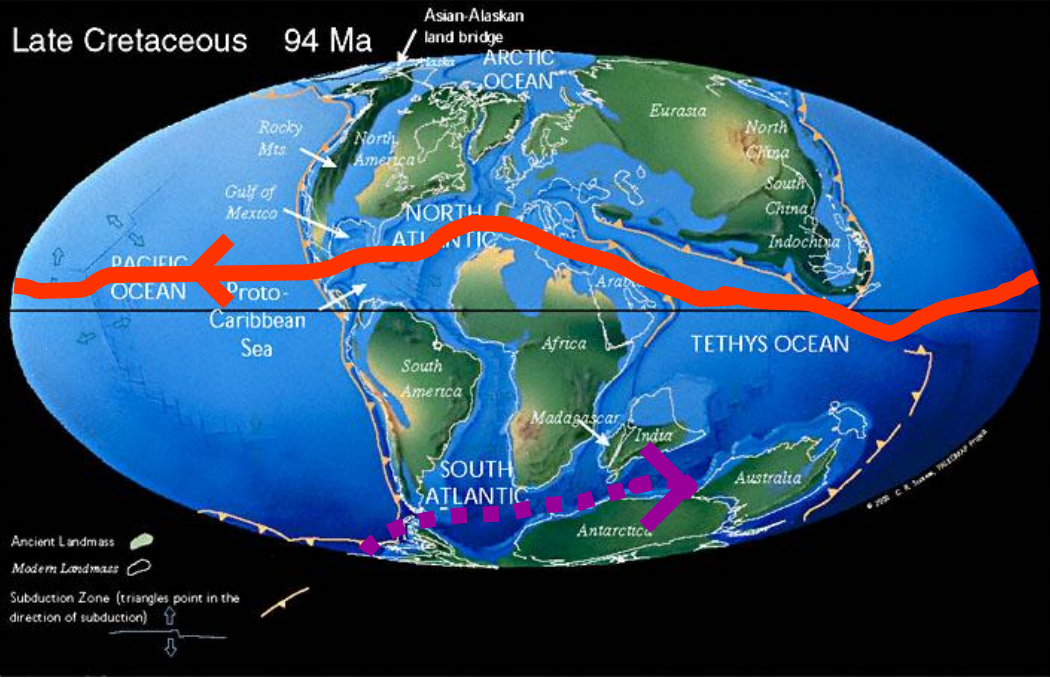 Late Cretaceous 94 Ma
Asian-Alaskan
land bridge
Alaska
ARCTIC
OCEAN
Rocky
Mts.
North
America
Eurasia
North
China
South
China
Indochina
Gulf of
Mexico
NORTH
ATLANTIC
PACIFIC
OCEAN
Proto-
Caribbean
Sea
Arabia
Africa
TETHYS OCEAN
South
America
Madagascar
India
SOUTH
ATLANTIC
Australia
Antarctica
Ancient Landmass
Modern Landmass
Subduction Zone (triangles point in the
direction of subduction)